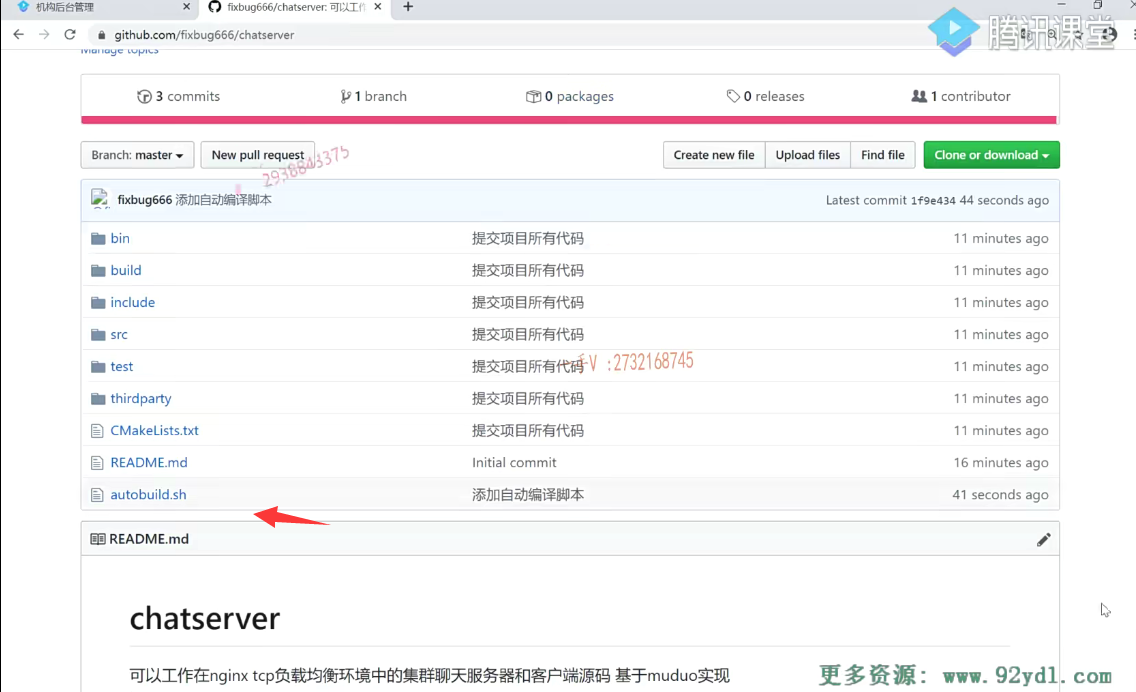 机构后台管理
fixbug666/chatserver: 可以工作
github.com/fixbug666/chatserver
腾讯课堂
Manage topics
3 commits
1 branch
0 packages
0 releases
1 contributor
Branch: master
New pull request
Create new file
Upload files
Find file
Clone or download
2938843375
fixbug666 添加自动编译脚本
Latest commit 1f9e434 44 seconds ago
bin 提交项目所有代码 11 minutes ago
build 提交项目所有代码 11 minutes ago
include 提交项目所有代码 11 minutes ago
src 提交项目所有代码 11 minutes ago
test 提交项目所有代码 11 minutes ago
V :2732168745
thirdparty 提交项目所有代码 11 minutes ago
CMakeLists.txt 提交项目所有代码 11 minutes ago
README.md Initial commit 16 minutes ago
autobuild.sh 添加自动编译脚本 41 seconds ago
README.md
chatserver
可以工作在nginx tcp负载均衡环境中的集群聊天服务器和客户端源码 基于muduo实现
更多资源: www.92ydl.com